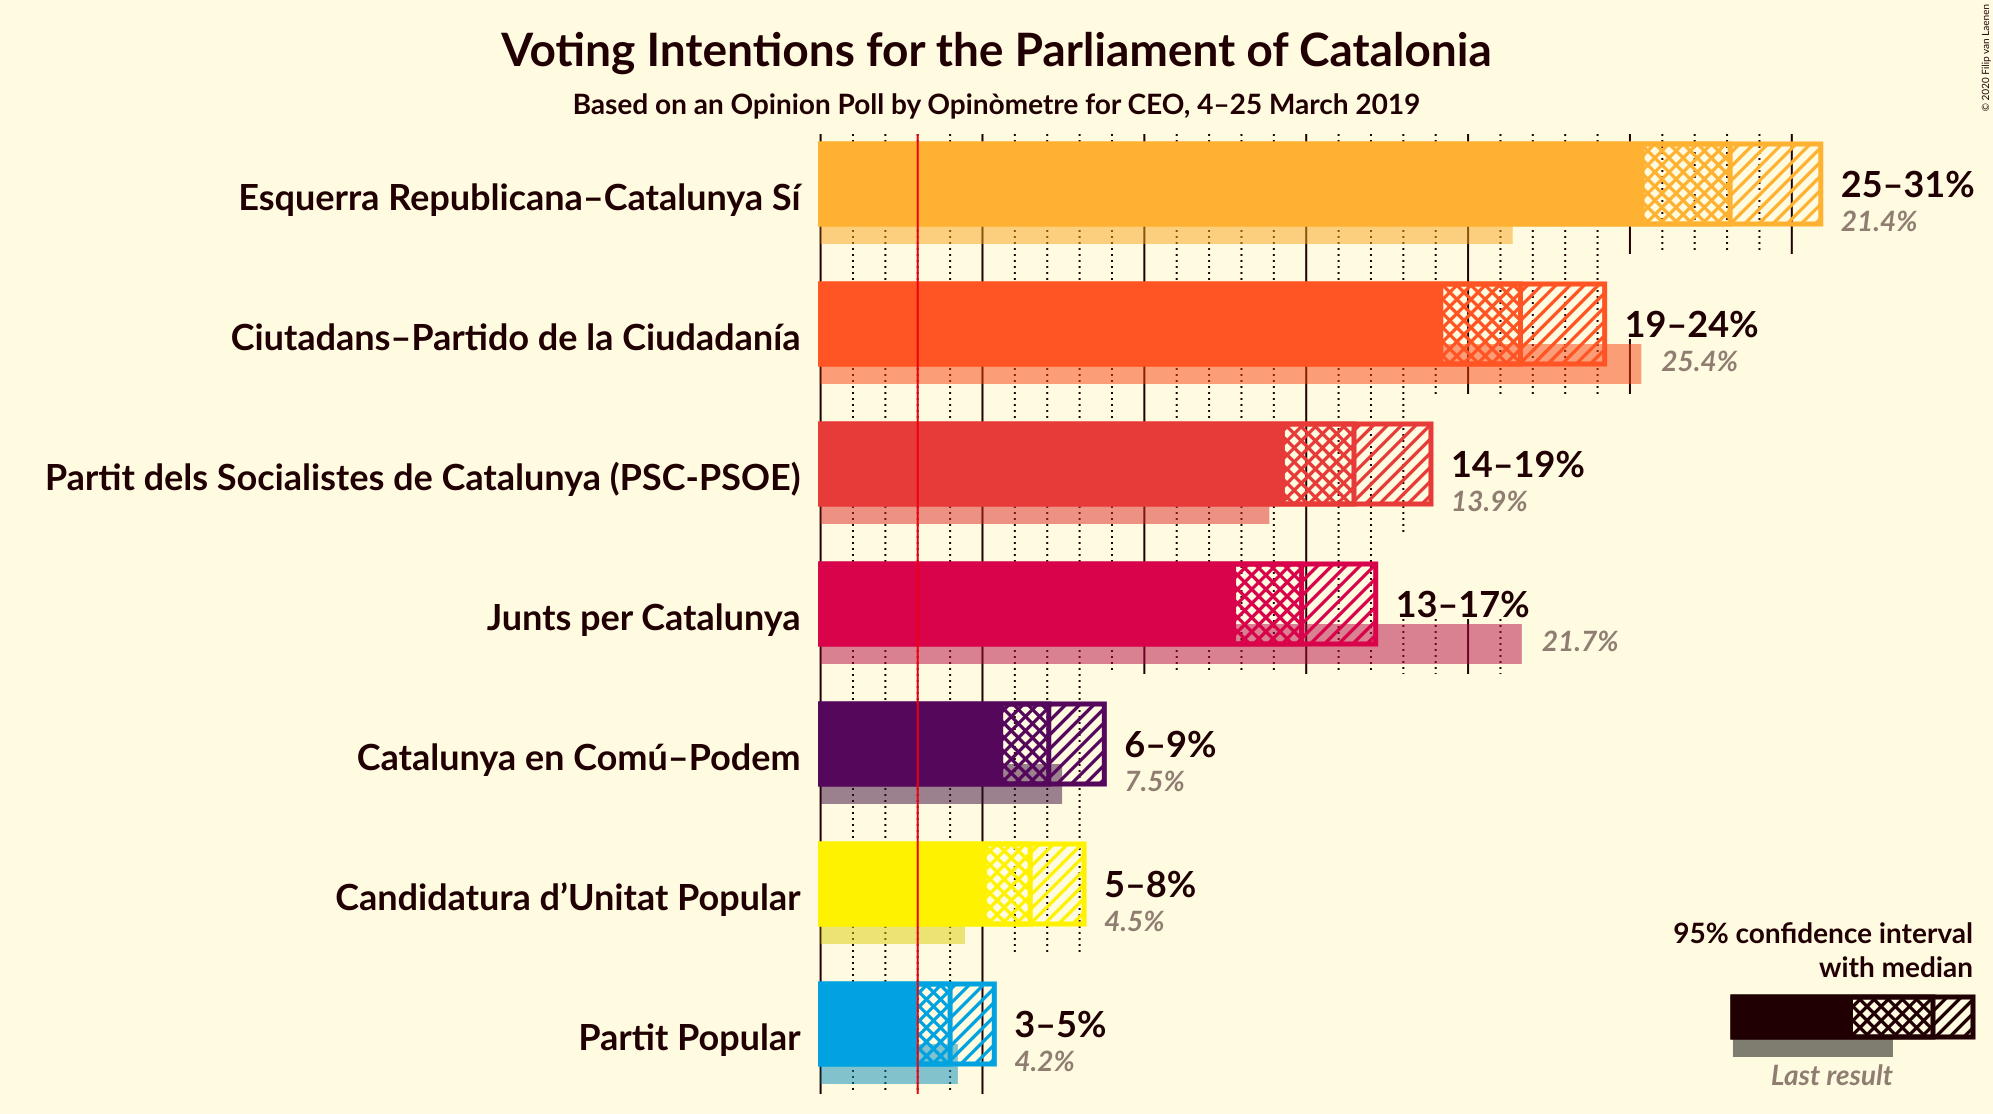 Voting Intentions for the Parliament of Catalonia
Based on an Opinion Poll by Opinòmetre for CEO, 4–25 March 2019
© 2020 Filip van Laenen
Esquerra Republicana–Catalunya Sí
25–31%
21.4%
Ciutadans–Partido de la Ciudadanía
19–24%
25.4%
Partit dels Socialistes de Catalunya (PSC-PSOE)
14–19%
13.9%
Junts per Catalunya
13–17%
21.7%
Catalunya en Comú–Podem
6–9%
7.5%
Candidatura d’Unitat Popular
5–8%
4.5%
Partit Popular
3–5%
4.2%
95% confidence interval
with median
Last result